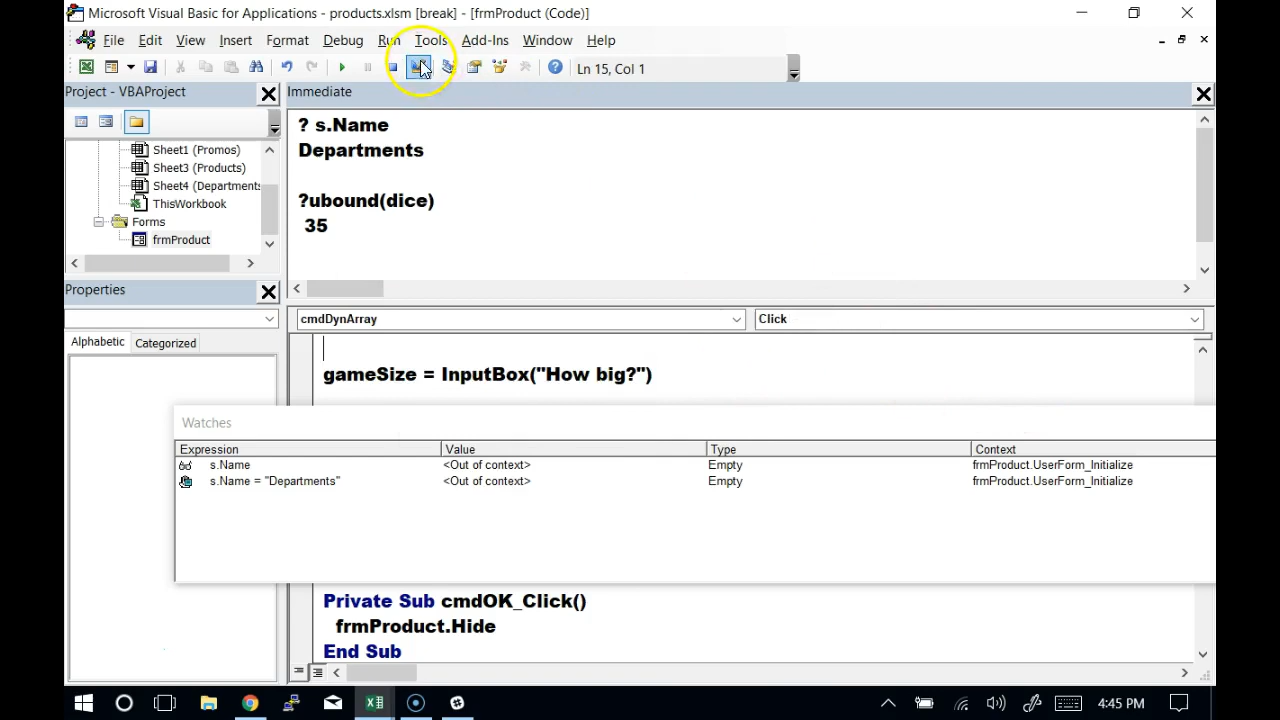 Microsoft Visual Basic for Applications - products.xlsm [break] - [frmProduct (Code)]
File Edit View Insert Format Debug Run Tools Add-Ins Window Help
Ln 15, Col 1
Project - VBAProject
Immediate
Sheet1 (Promos)
Sheet3 (Products)
Sheet4 (Departments
ThisWorkbook
Forms
frmProduct
? s.Name
Departments
?ubound(dice)
35
Properties
Alphabetic Categorized
cmdDynArray Click
gameSize = InputBox("How big?")
Watches
Expression Value Type Context
s.Name <Out of context> Empty frmProduct.UserForm_Initialize
s.Name = "Departments" <Out of context> Empty frmProduct.UserForm_Initialize
Private Sub cmdOK_Click()
frmProduct.Hide
End Sub
4:45 PM